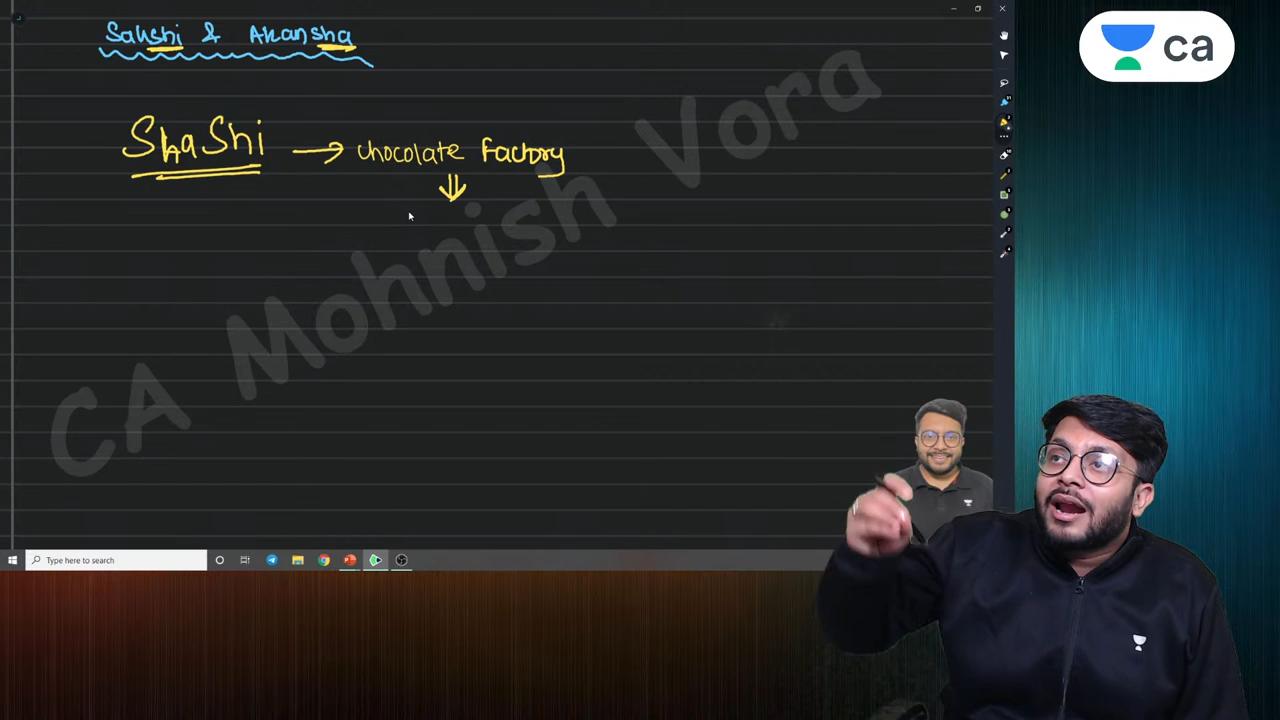 Sakshi & Akansha
ca
ShaShi → chocolate Factory
⇓
CA Mohnish Vora
Type here to search